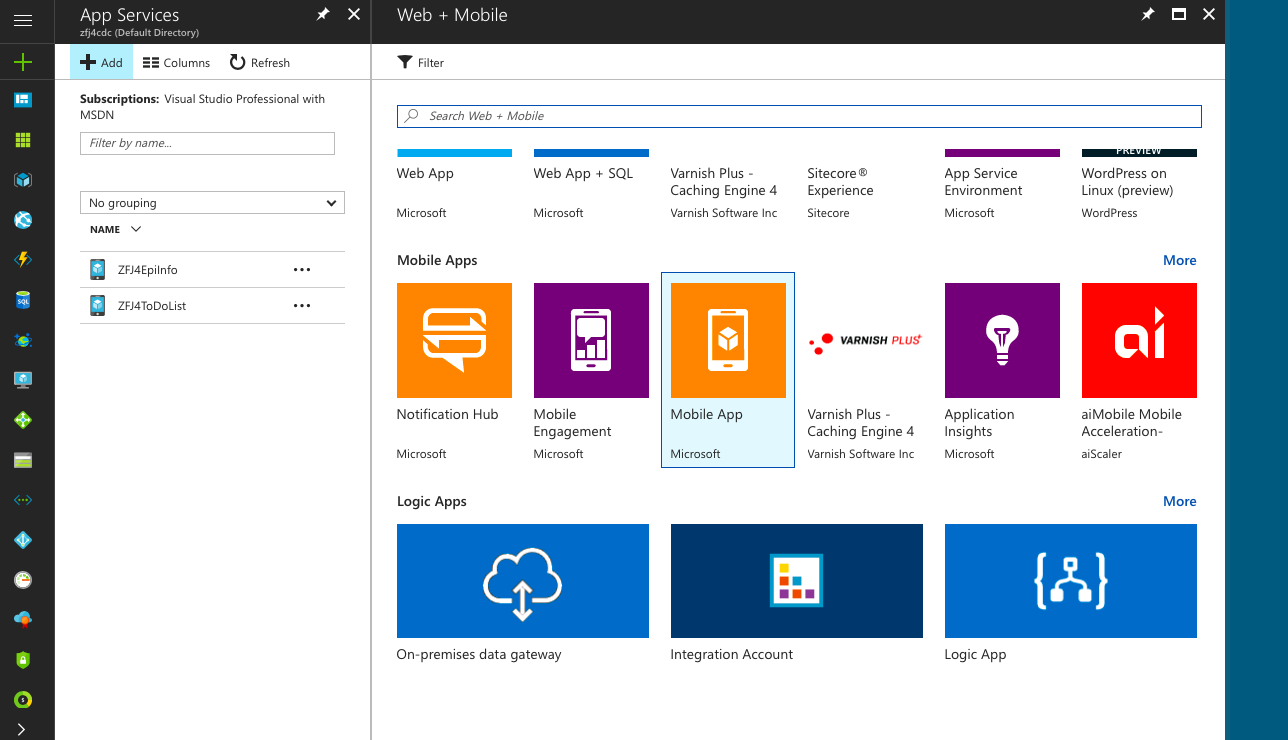 App Services
zfj4cdc (Default Directory)
Add
Columns
Refresh
Subscriptions: Visual Studio Professional with
MSDN
Filter by name...
No grouping
NAME
ZFJ4EpiInfo
ZFJ4ToDoList
SQL
Web + Mobile
Filter
Search Web + Mobile
PREVIEW
Web App
Microsoft
Web App + SQL
Microsoft
Varnish Plus -
Caching Engine 4
Varnish Software Inc
Sitecore®
Experience
Sitecore
App Service
Environment
Microsoft
WordPress on
Linux (preview)
WordPress
Mobile Apps
More
Notification Hub
Microsoft
Mobile
Engagement
Microsoft
Mobile App
Microsoft
VARNISH PLUS+
Varnish Plus -
Caching Engine 4
Varnish Software Inc
Application
Insights
Microsoft
ai
aiMobile Mobile
Acceleration-
aiScaler
Logic Apps
More
On-premises data gateway
Integration Account
Logic App